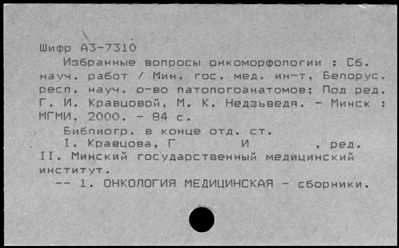 Шифр А3-7310
Избранные вопросы онкоморфологии : Сб.
науч. работ / Мин. гос. мед. ин-т, Белорус.
респ. науч. о-во патологоанатомов; Под ред.
Г. И. Кравцовой, М. К. Недзьведя. - Минск :
МГМИ, 2000. - 84 с.
Библиогр. в конце отд. ст.
I. Кравцова, Г И , ред.
II. Минский государственный медицинский
институт.
-- 1. ОНКОЛОГИЯ МЕДИЦИНСКАЯ - сборники.